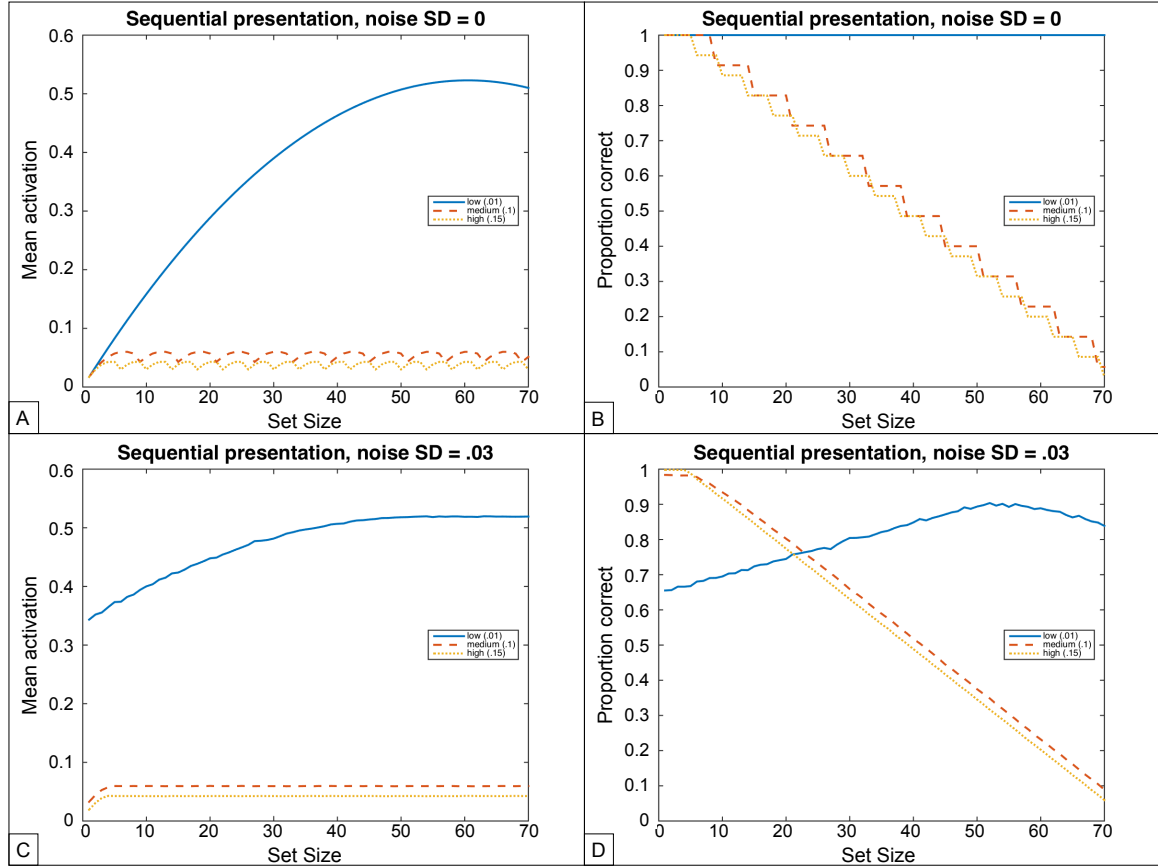 Sequential presentation, noise SD = 0
0.6
0.5
0.4
0.3
0.2
0.1
0
Mean activation
low (.01)
medium (.1)
high (.15)
0 10 20 30 40 50 60 70
Set Size
A
Sequential presentation, noise SD = 0
1
0.9
0.8
0.7
0.6
0.5
0.4
0.3
0.2
0.1
0
Proportion correct
low (.01)
medium (.1)
high (.15)
0 10 20 30 40 50 60 70
Set Size
B
Sequential presentation, noise SD = .03
0.6
0.5
0.4
0.3
0.2
0.1
0
Mean activation
low (.01)
medium (.1)
high (.15)
0 10 20 30 40 50 60 70
Set Size
C
Sequential presentation, noise SD = .03
1
0.9
0.8
0.7
0.6
0.5
0.4
0.3
0.2
0.1
0
Proportion correct
low (.01)
medium (.1)
high (.15)
0 10 20 30 40 50 60 70
Set Size
D